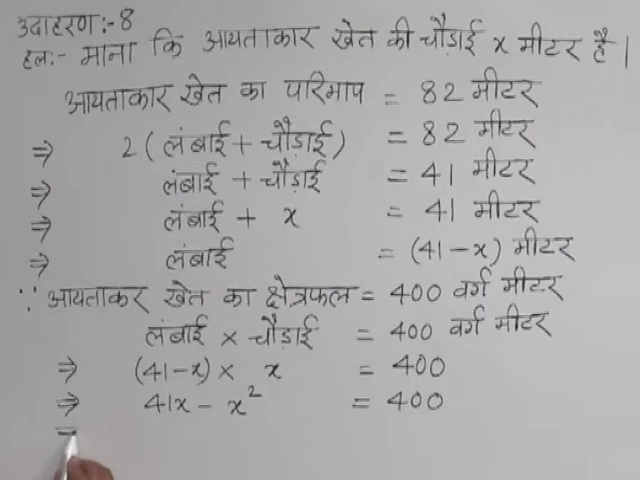 उदाहरण:-8
हल:- माना कि आयताकार खेत की चौड़ाई x मीटर है।
आयताकार खेत का परिमाप = 82 मीटर
⇒ 2 (लंबाई + चौड़ाई) = 82 मीटर
⇒ लंबाई + चौड़ाई = 41 मीटर
⇒ लंबाई + x = 41 मीटर
⇒ लंबाई = (41-x) मीटर
∵ आयताकर खेत का क्षेत्रफल = 400 वर्ग मीटर
लंबाई × चौड़ाई = 400 वर्ग मीटर
⇒ (41-x) × x = 400
⇒ 41x - x² = 400